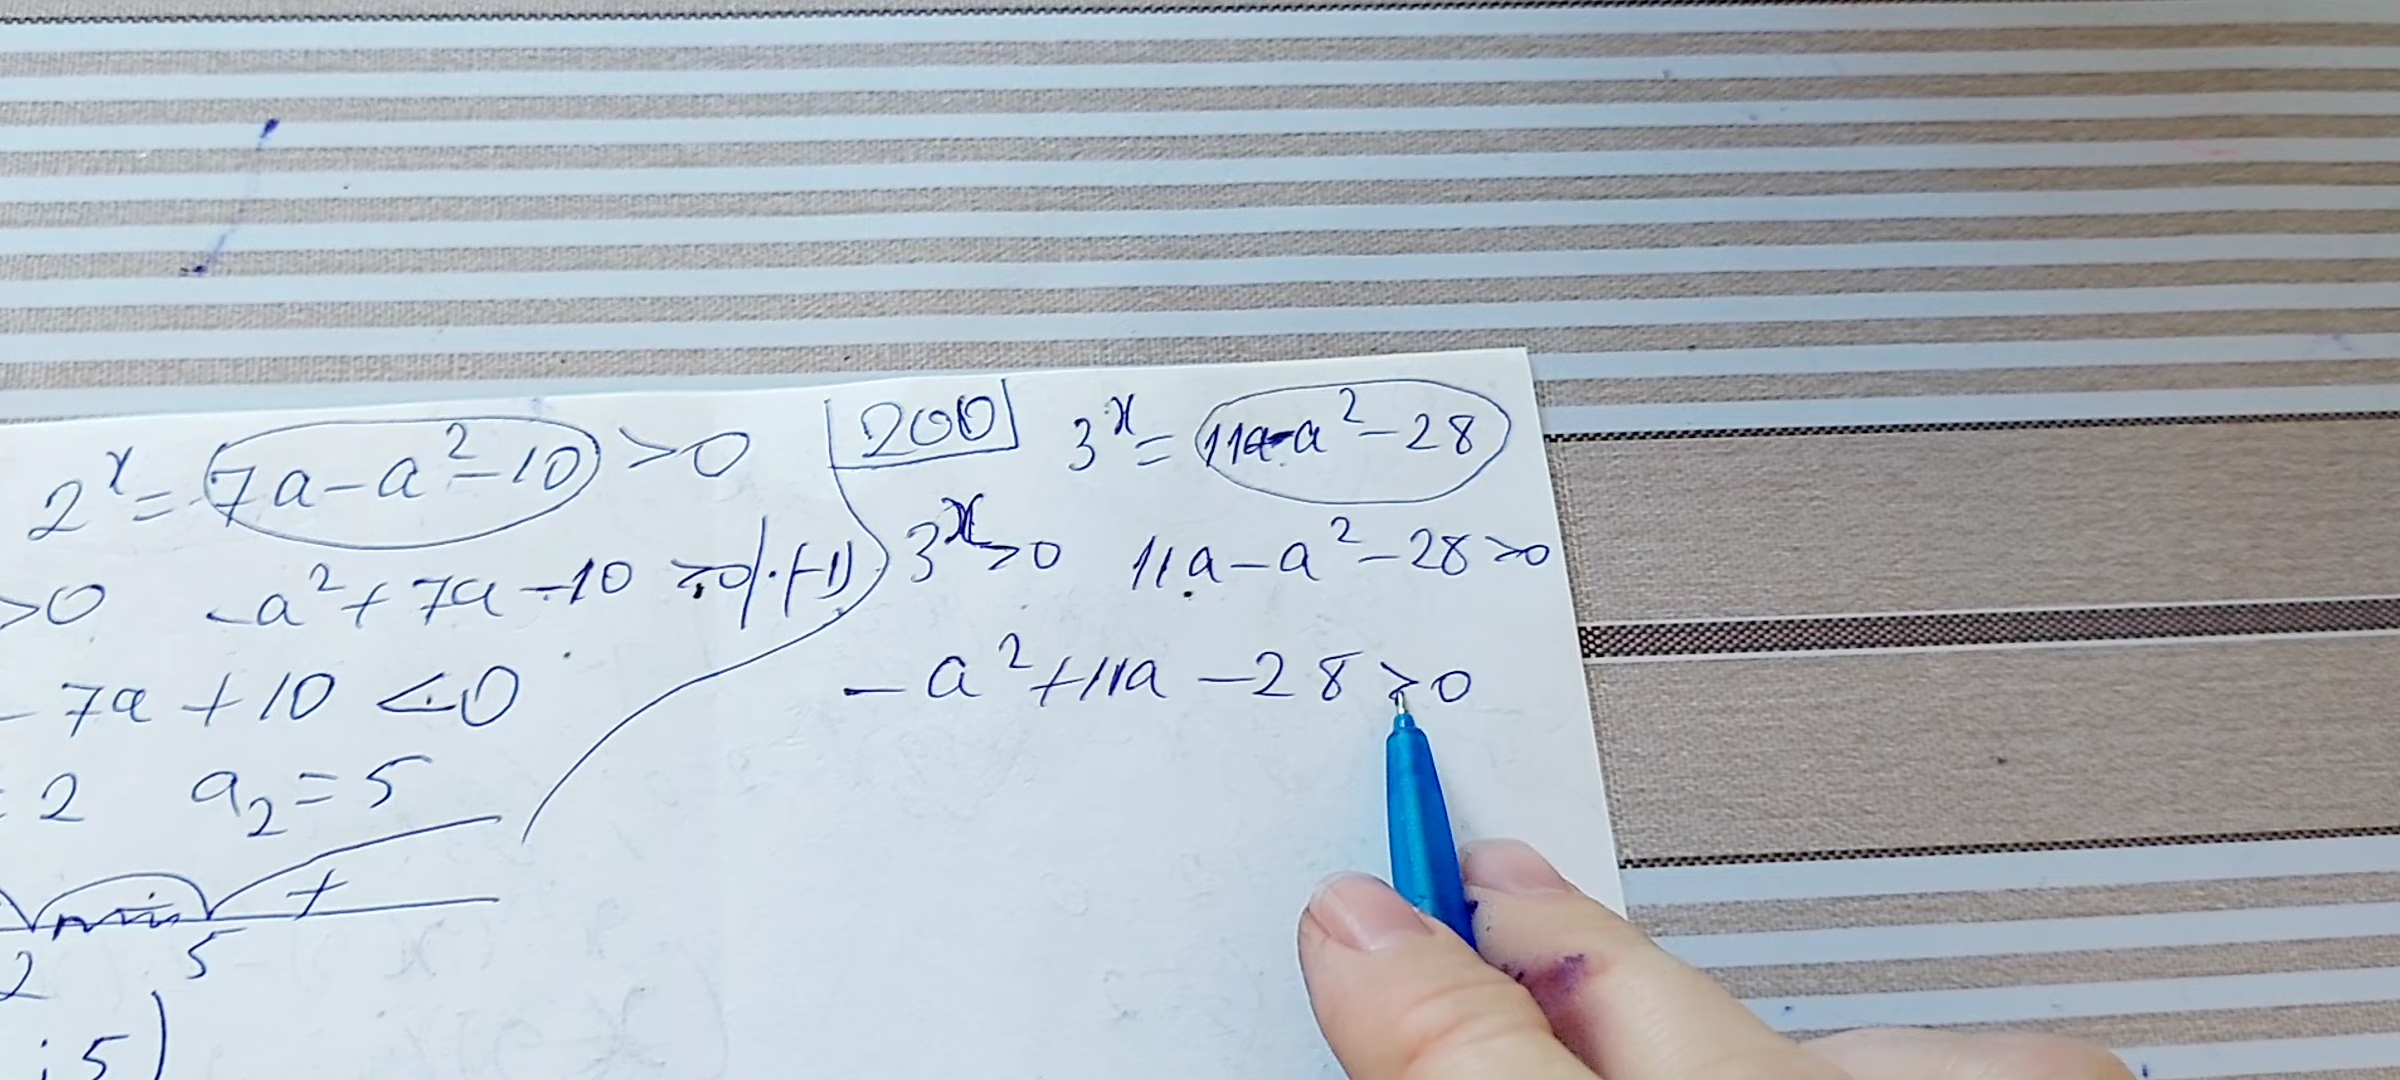 2^x = 7a - a² - 10 > 0
>0 -a² + 7a - 10 > 0 | ·(-1)
- 7a + 10 < 0
2 a₂ = 5
+
2 5
; 5)
200 3^x = 11a - a² - 28
3^x > 0 11a - a² - 28 > 0
- a² + 11a - 28 > 0